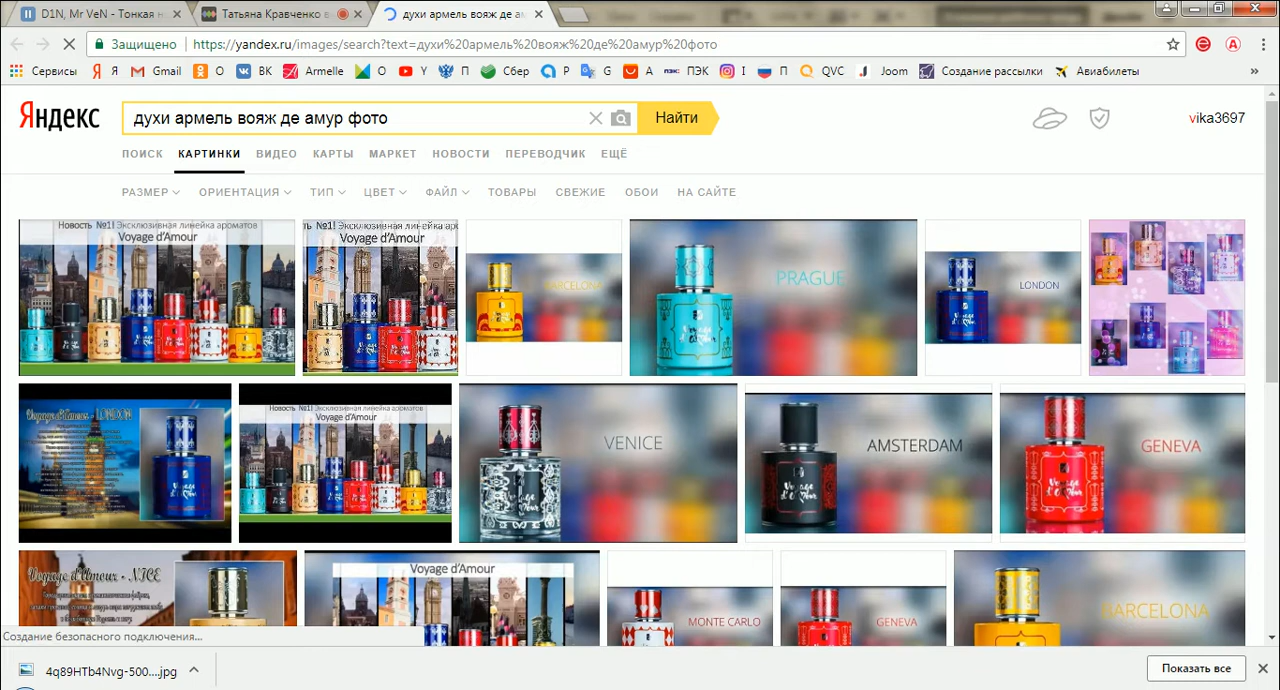 D1N, Mr VeN - Тонкая н
Татьяна Кравченко в
духи армель вояж де ам
Защищено
https://yandex.ru/images/search?text=духи%20армель%20вояж%20де%20амур%20фото
Сервисы
Я
Gmail
О
ВК
Armelle
О
Y
П
Сбер
Р
G
А
ПЭК
I
П
QVC
Joom
Создание рассылки
Авиабилеты
Яндекс
духи армель вояж де амур фото
Найти
vika3697
ПОИСК
КАРТИНКИ
ВИДЕО
КАРТЫ
МАРКЕТ
НОВОСТИ
ПЕРЕВОДЧИК
ЕЩЁ
РАЗМЕР
ОРИЕНТАЦИЯ
ТИП
ЦВЕТ
ФАЙЛ
ТОВАРЫ
СВЕЖИЕ
ОБОИ
НА САЙТЕ
Новость №1! Эксклюзивная линейка ароматов
Voyage d'Amour
ть №1! Эксклюзивная линейка аро
Voyage d'Amour
BARCELONA
PRAGUE
LONDON
Voyage d'Amour - LONDON
Новость №1! Эксклюзивная линейка ароматов
Voyage d'Amour
VENICE
AMSTERDAM
GENEVA
Voyage d'Amour - NICE
Voyage d'Amour
MONTE CARLO
GENEVA
BARCELONA
Создание безопасного подключения...
4q89HTb4Nvg-500....jpg
Показать все